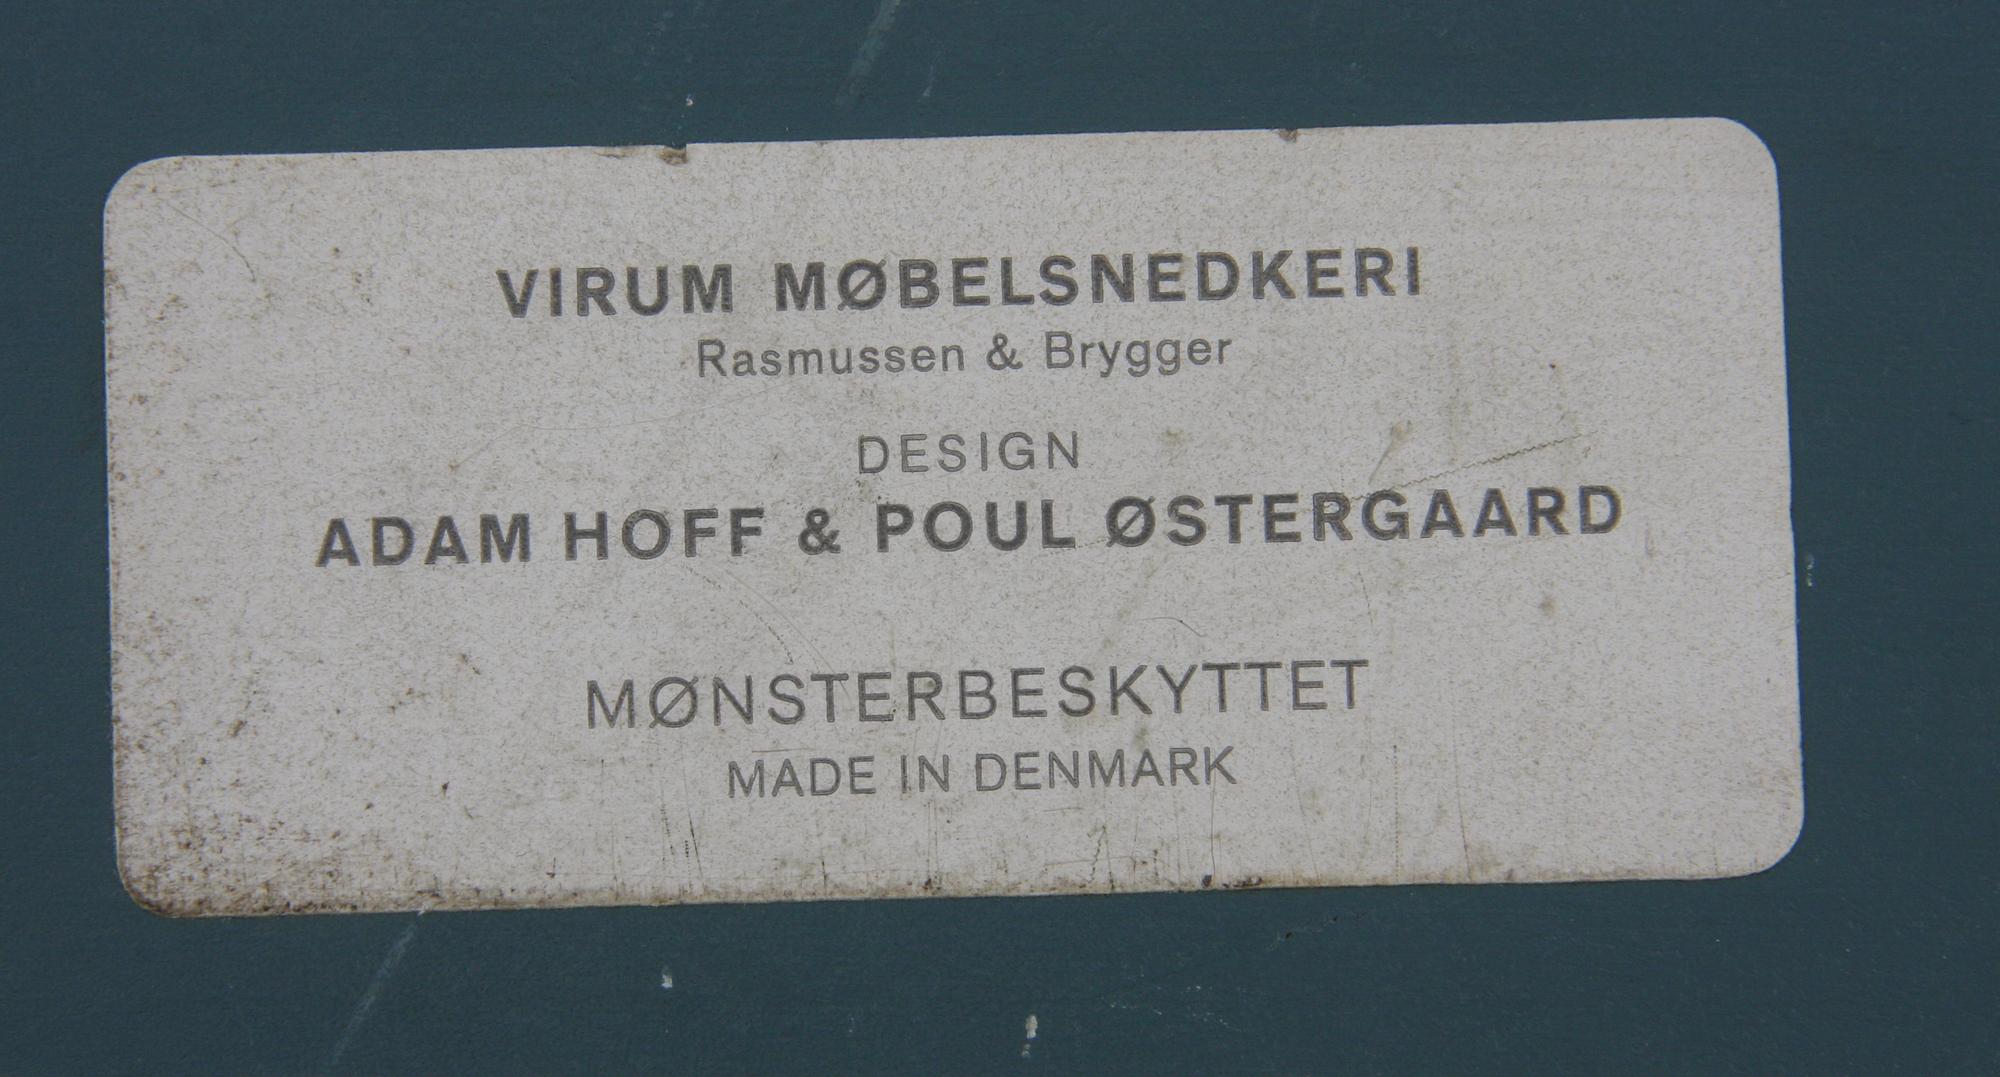 VIRUM MØBELSNEDKERI
Rasmussen & Brygger
DESIGN
ADAM HOFF & POUL ØSTERGAARD
MØNSTERBESKYTTET
MADE IN DENMARK